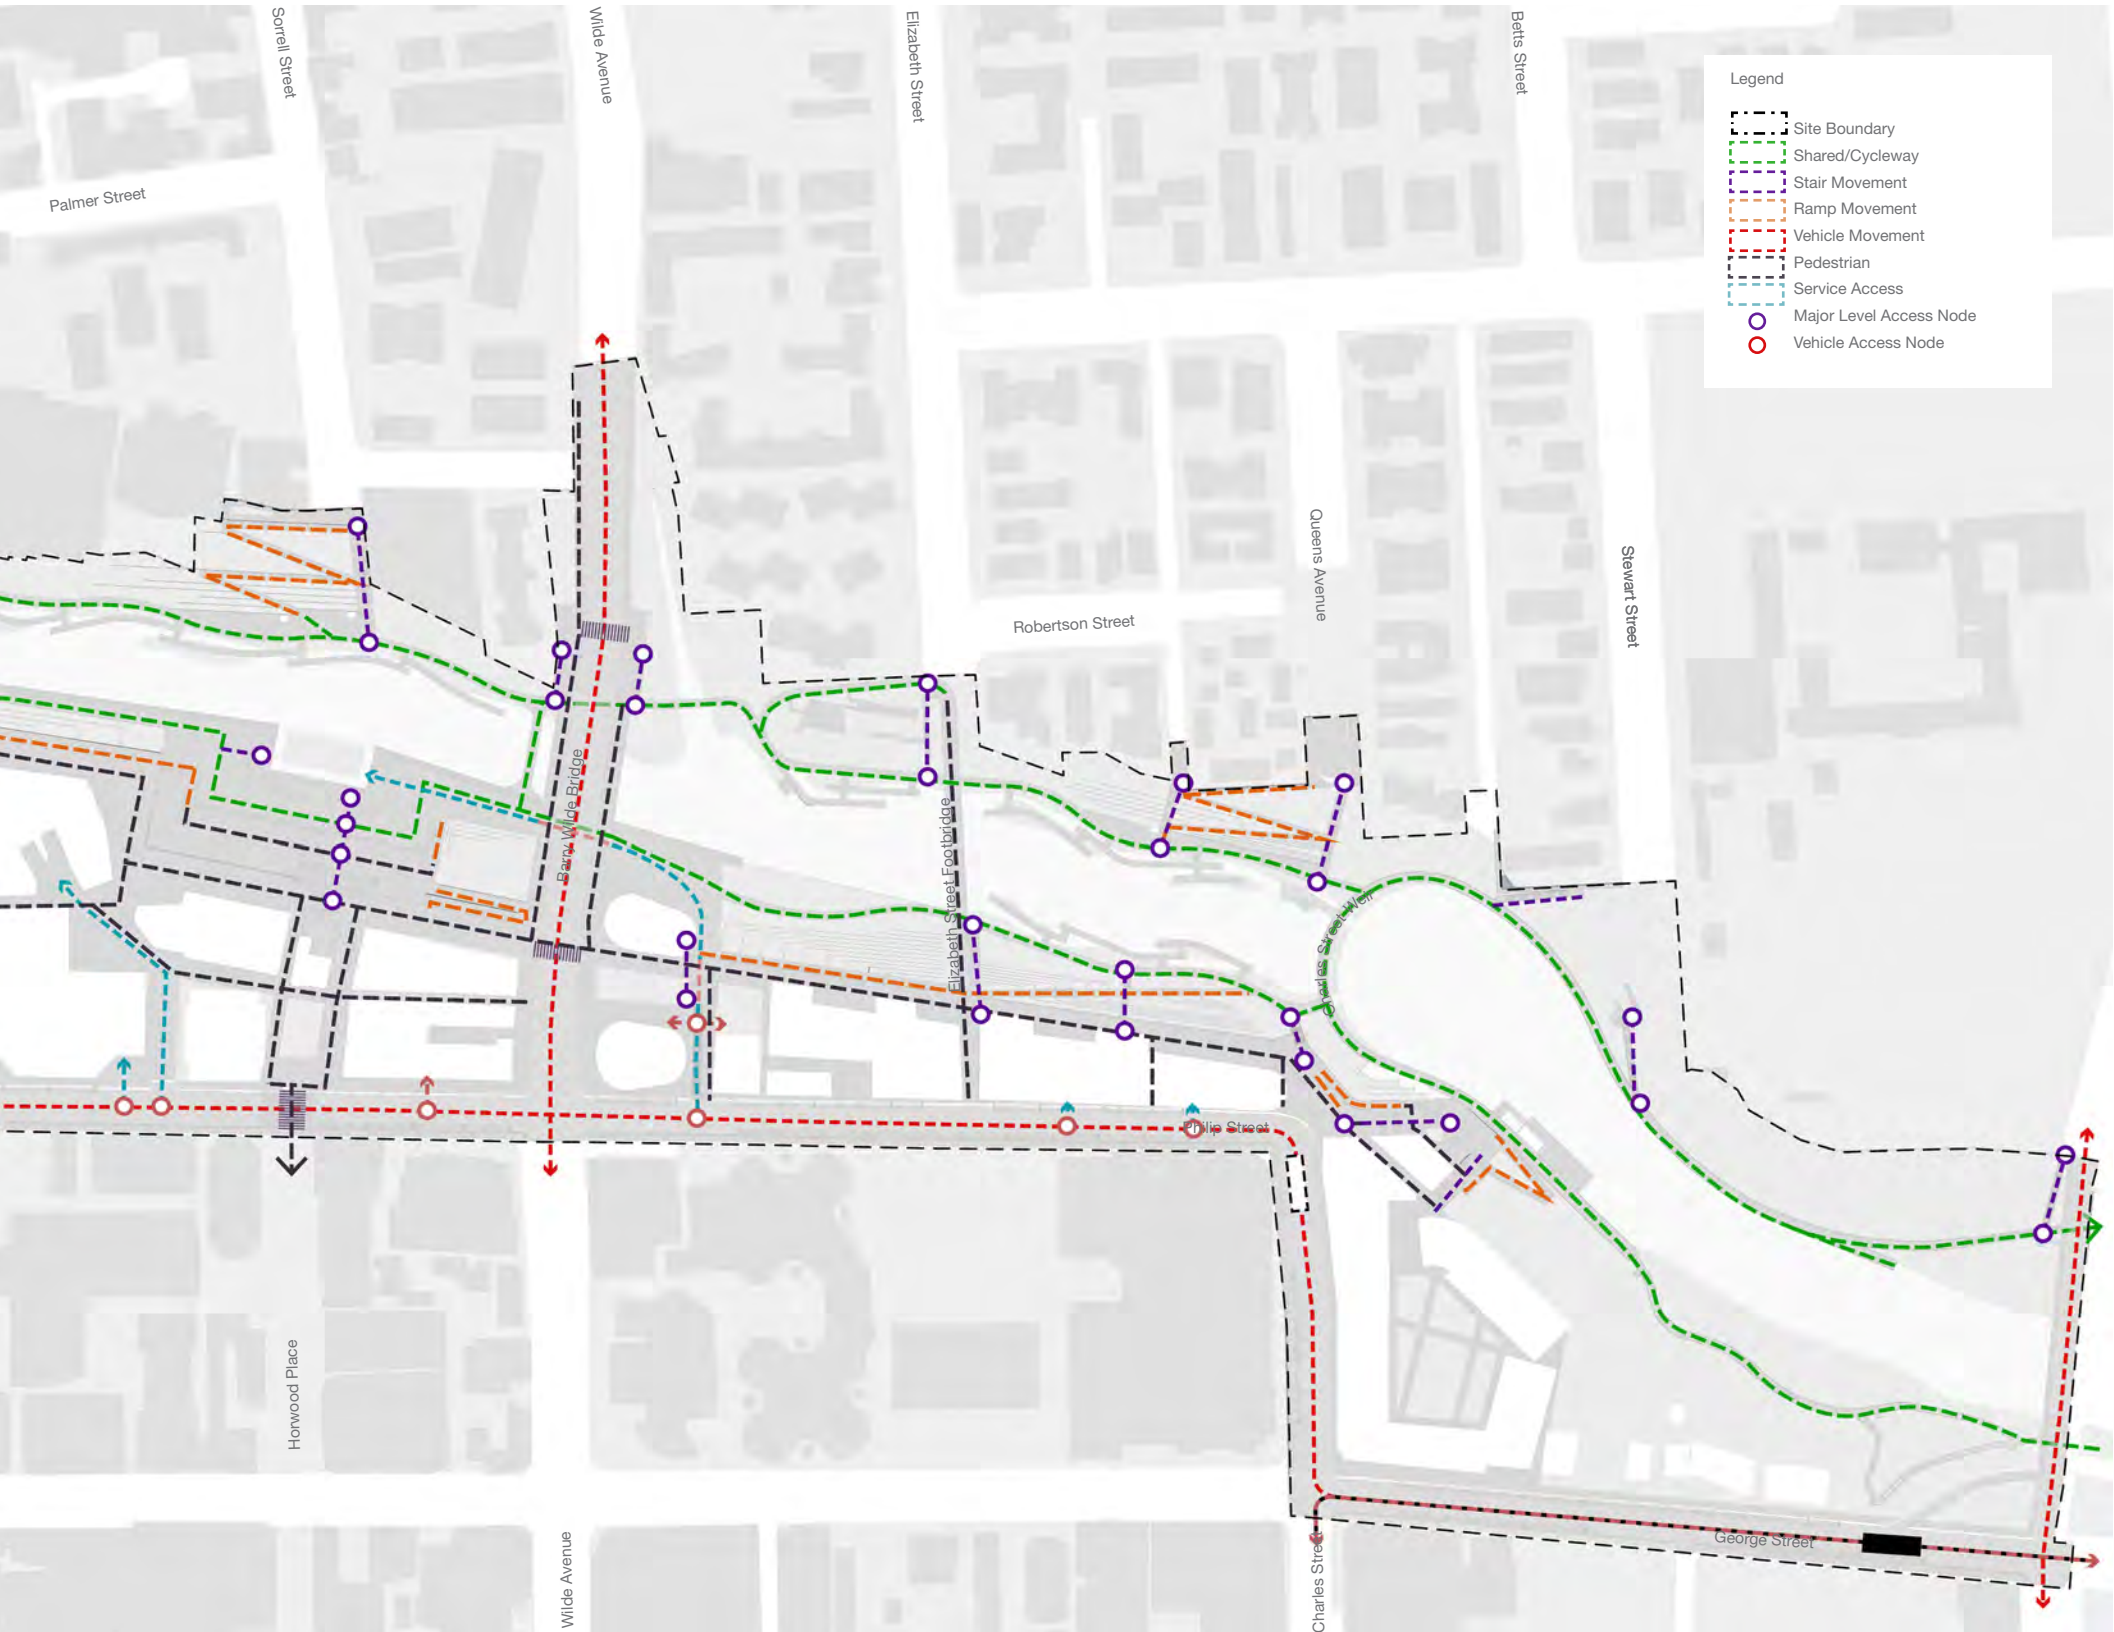 Sorrell Street
Wilde Avenue
Elizabeth Street
Betts Street
Legend
Site Boundary
Shared/Cycleway
Stair Movement
Ramp Movement
Vehicle Movement
Pedestrian
Service Access
Major Level Access Node
Vehicle Access Node
Palmer Street
Queens Avenue
Stewart Street
Robertson Street
Barry Wilde Bridge
Elizabeth Street Footbridge
Charles Street Weir
Philip Street
Horwood Place
Wilde Avenue
Charles Street
George Street